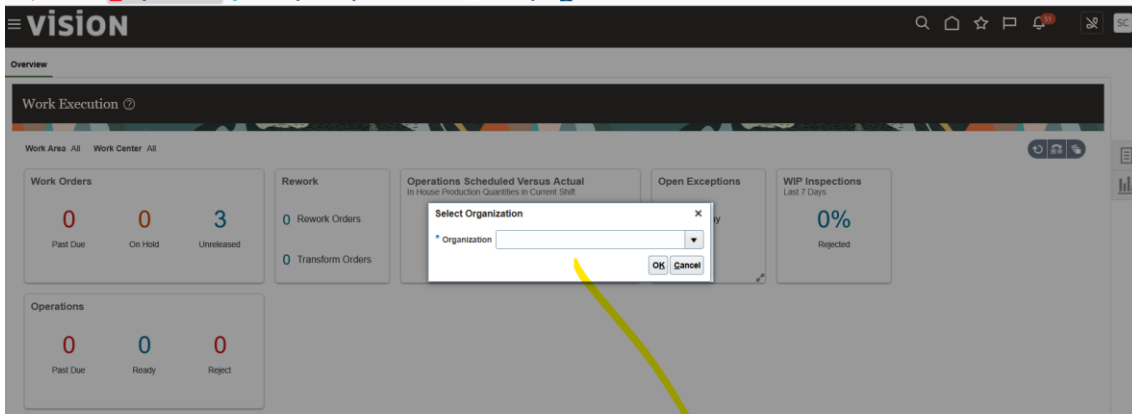 vision
51
SC
Overview
Work Execution
Work Area All Work Center All
Work Orders
0 0 3
Past Due On Hold Unreleased
Rework
0 Rework Orders
0 Transform Orders
Operations Scheduled Versus Actual
In House Production Quantities in Current Shift
Open Exceptions
WIP Inspections
Last 7 Days
0%
Rejected
Select Organization
* Organization
OK Cancel
Operations
0 0 0
Past Due Ready Reject